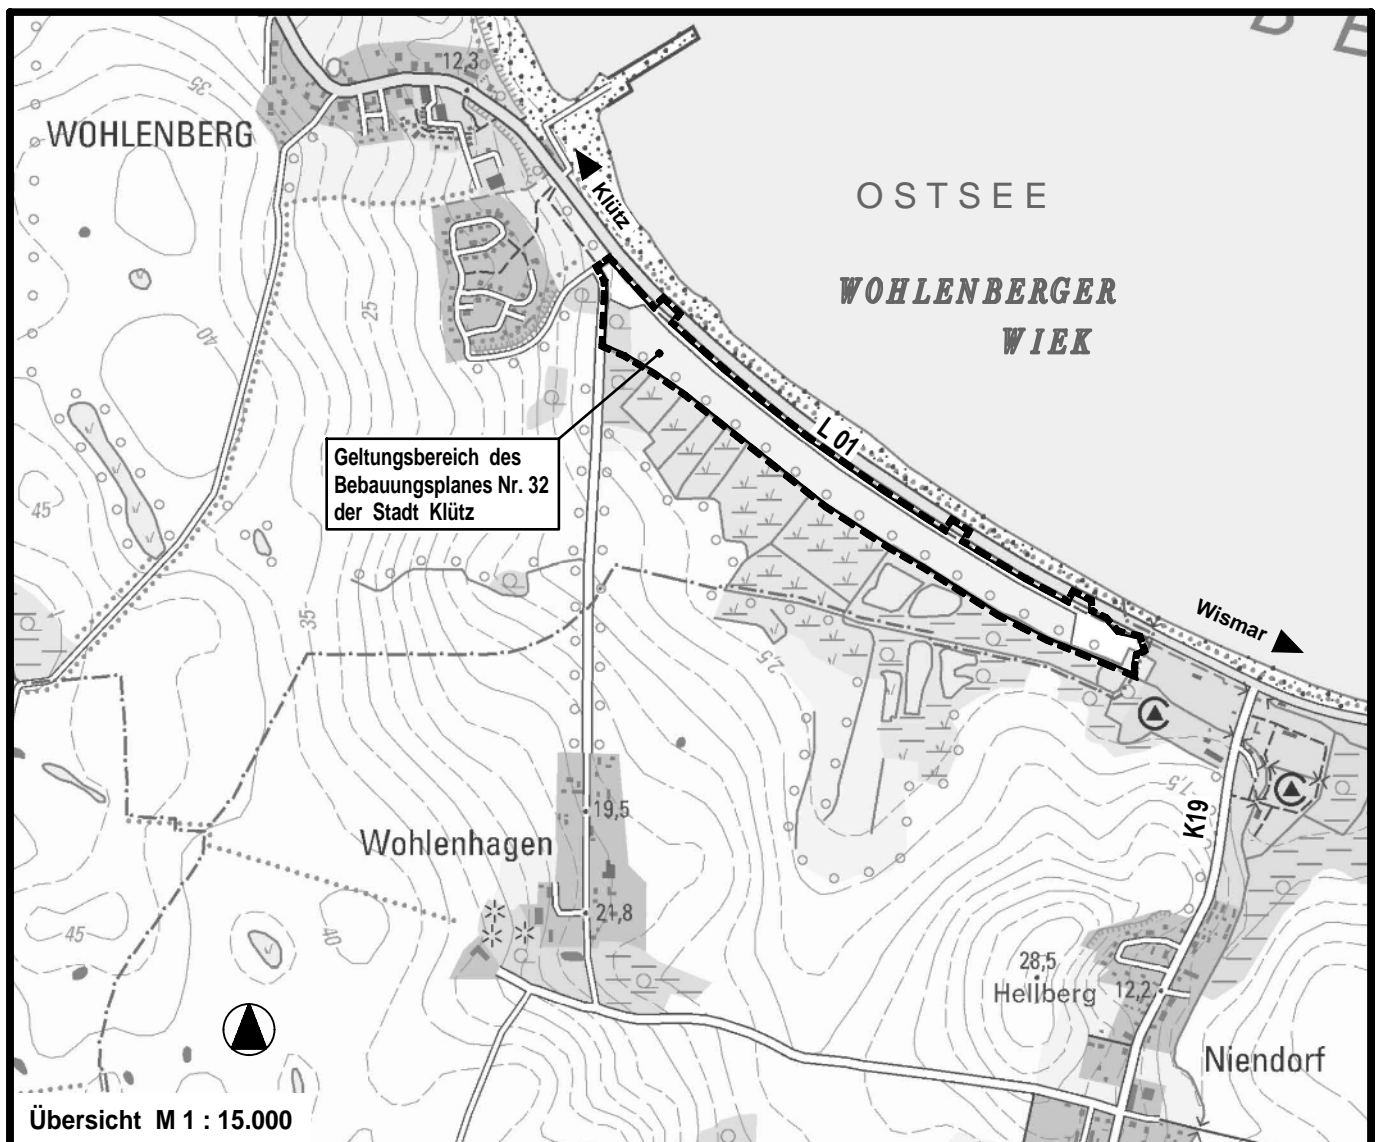 B E
12,3
35
WOHLENBERG
Klütz
OSTSEE
WOHLENBERGER
WIEK
25
40
L 01
Geltungsbereich des
Bebauungsplanes Nr. 32
der Stadt Klütz
45
35
Wismar
2,5
1,5
19,5
K19
Wohlenhagen
21,8
45
40
28,5
Hellberg
12,2
Niendorf
Übersicht M 1 : 15.000